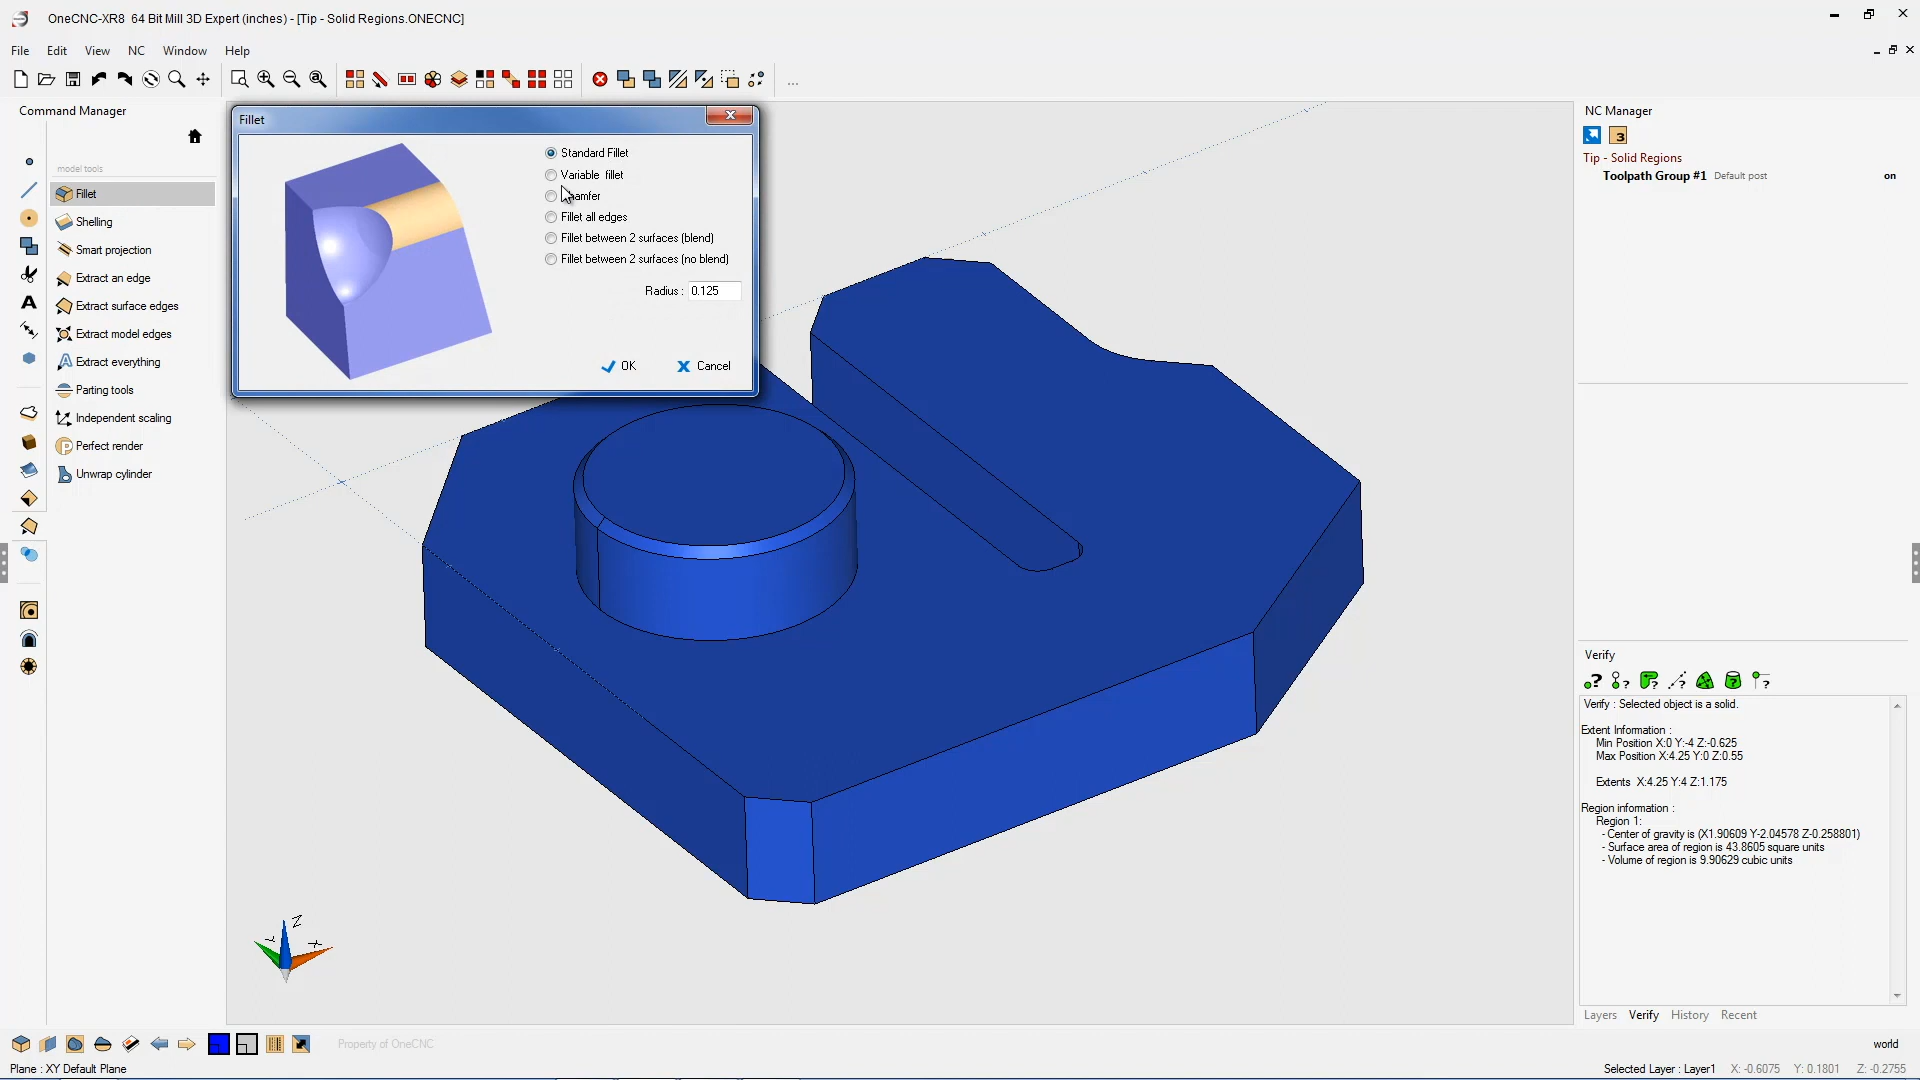 OneCNC-XR8 64 Bit Mill 3D Expert (inches) - [Tip - Solid Regions.ONECNC]
File Edit View NC Window Help
...
Command Manager
model tools
Fillet
Shelling
Smart projection
Extract an edge
Extract surface edges
Extract model edges
Extract everything
Parting tools
Independent scaling
Perfect render
Unwrap cylinder
Fillet
Standard Fillet
Variable fillet
Fillet all edges
Fillet between 2 surfaces (blend)
Fillet between 2 surfaces (no blend)
Radius : 0.125
OK Cancel
Z
Y
X
NC Manager
3
Tip - Solid Regions
Toolpath Group #1 Default post on
Verify
Verify : Selected object is a solid.
Extent Information :
Min Position X:0 Y:-4 Z:-0.625
Max Position X:4.25 Y:0 Z:0.55
Extents X:4.25 Y:4 Z:1.175
Region information :
Region 1:
- Center of gravity is (X1.90609 Y-2.04578 Z-0.258801)
- Surface area of region is 43.8605 square units
- Volume of region is 9.90629 cubic units
Layers Verify History Recent
Property of OneCNC
world
Plane : XY Default Plane
Selected Layer : Layer1 X: -0.6075 Y: 0.1801 Z: -0.2755